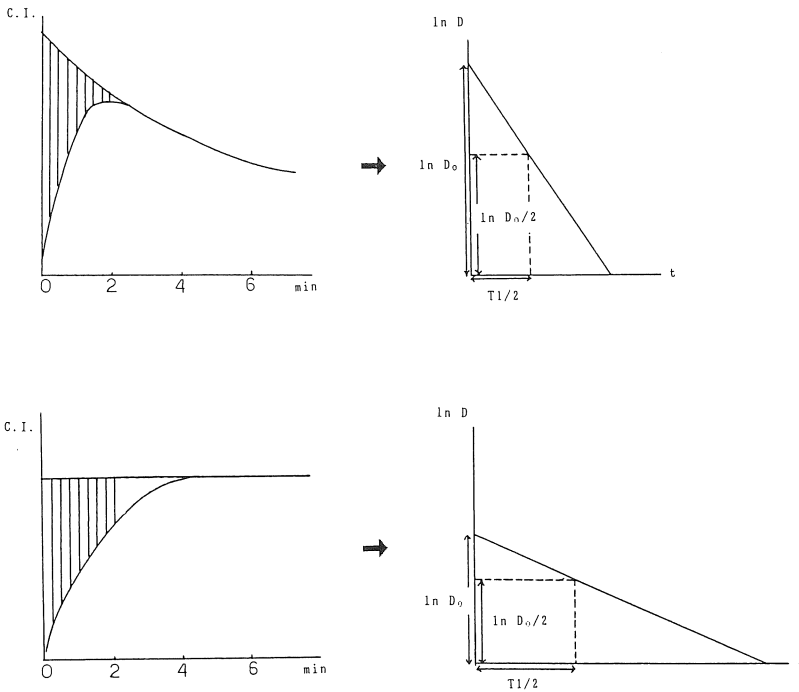 C.I.
0 2 4 6 min
ln D
ln D₀
ln D₀/2
T1/2
t
C.I.
0 2 4 6 min
ln D
ln D₀
ln D₀/2
T1/2